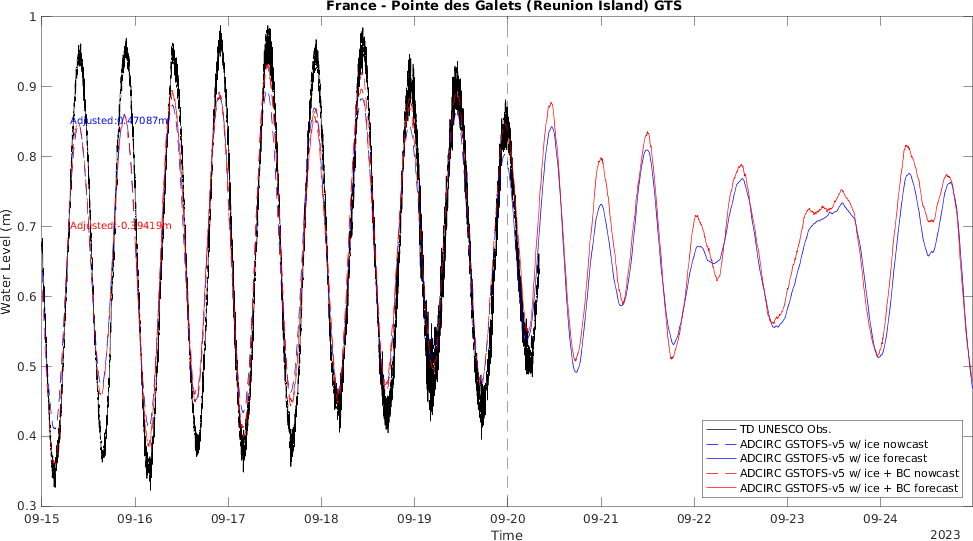 France - Pointe des Galets (Reunion Island) GTS
1
0.9
0.8
0.7
0.6
0.5
0.4
0.3
Water Level (m)
Adjusted:0.47087m
Adjusted:-0.39419m
TD UNESCO Obs.
ADCIRC GSTOFS-v5 w/ ice nowcast
ADCIRC GSTOFS-v5 w/ ice forecast
ADCIRC GSTOFS-v5 w/ ice + BC nowcast
ADCIRC GSTOFS-v5 w/ ice + BC forecast
09-15 09-16 09-17 09-18 09-19 09-20 09-21 09-22 09-23 09-24
Time
2023